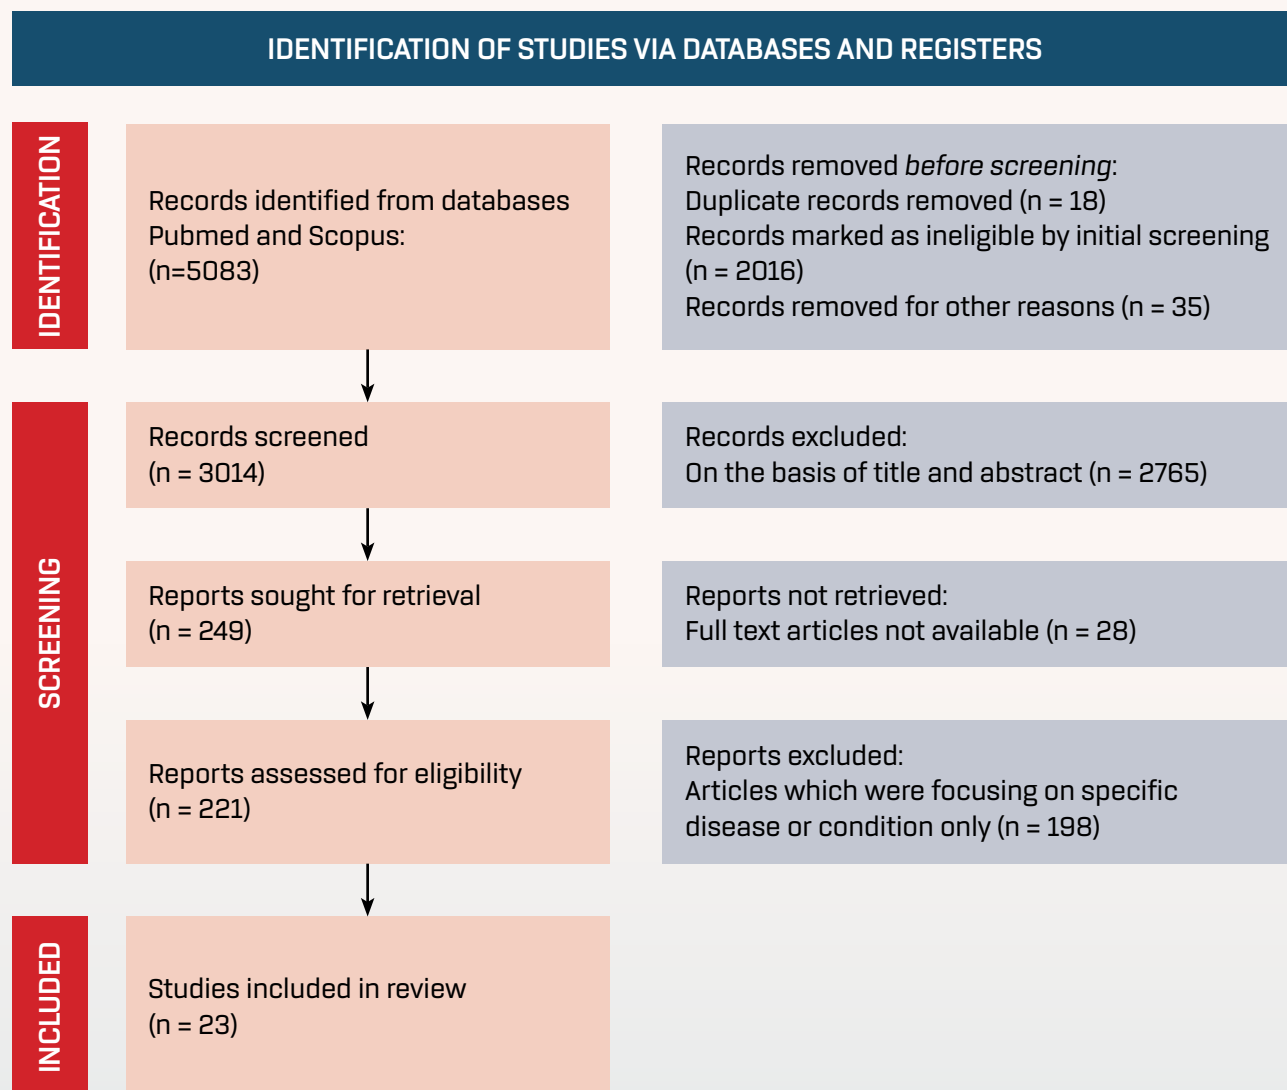 IDENTIFICATION OF STUDIES VIA DATABASES AND REGISTERS
IDENTIFICATION
Records identified from databases
Pubmed and Scopus:
(n=5083)
Records removed before screening:
Duplicate records removed (n = 18)
Records marked as ineligible by initial screening
(n = 2016)
Records removed for other reasons (n = 35)
SCREENING
Records screened
(n = 3014)
Records excluded:
On the basis of title and abstract (n = 2765)
Reports sought for retrieval
(n = 249)
Reports not retrieved:
Full text articles not available (n = 28)
Reports assessed for eligibility
(n = 221)
Reports excluded:
Articles which were focusing on specific
disease or condition only (n = 198)
INCLUDED
Studies included in review
(n = 23)